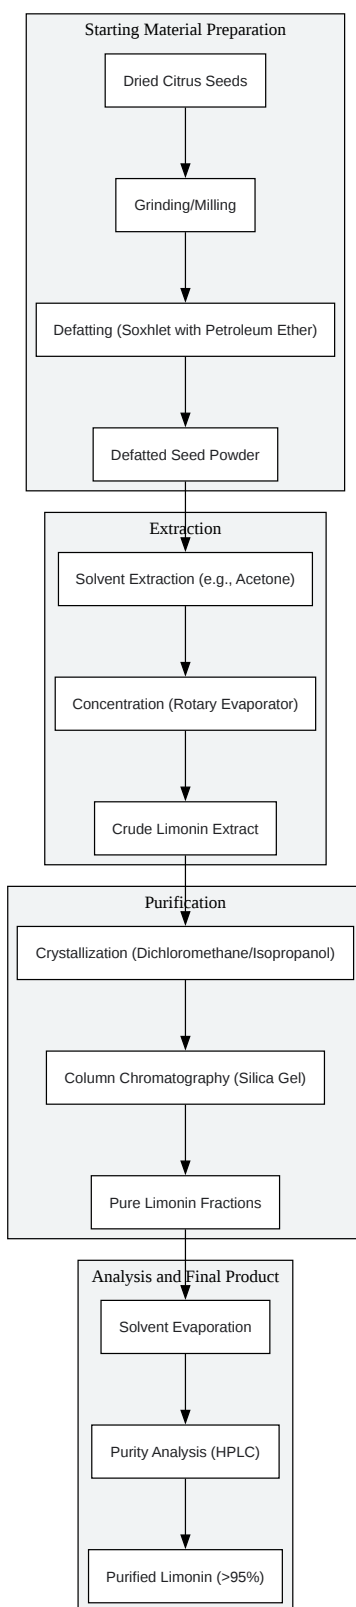 Starting Material Preparation
Dried Citrus Seeds
Grinding/Milling
Defatting (Soxhlet with Petroleum Ether)
Defatted Seed Powder
Extraction
Solvent Extraction (e.g., Acetone)
Concentration (Rotary Evaporator)
Crude Limonin Extract
Purification
Crystallization (Dichloromethane/Isopropanol)
Column Chromatography (Silica Gel)
Pure Limonin Fractions
Analysis and Final Product
Solvent Evaporation
Purity Analysis (HPLC)
Purified Limonin (>95%)